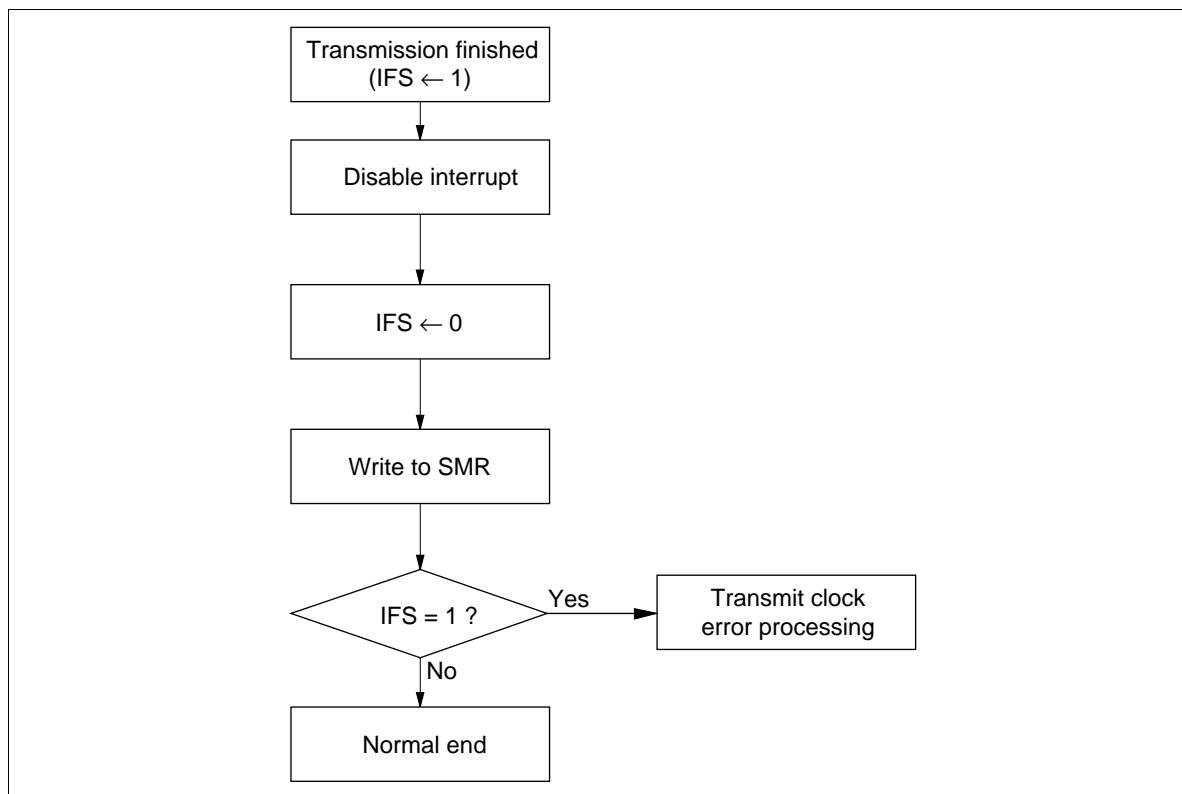 Transmission finished
(IFS ← 1)
Disable interrupt
IFS ← 0
Write to SMR
IFS = 1 ?
Yes
Transmit clock
error processing
No
Normal end